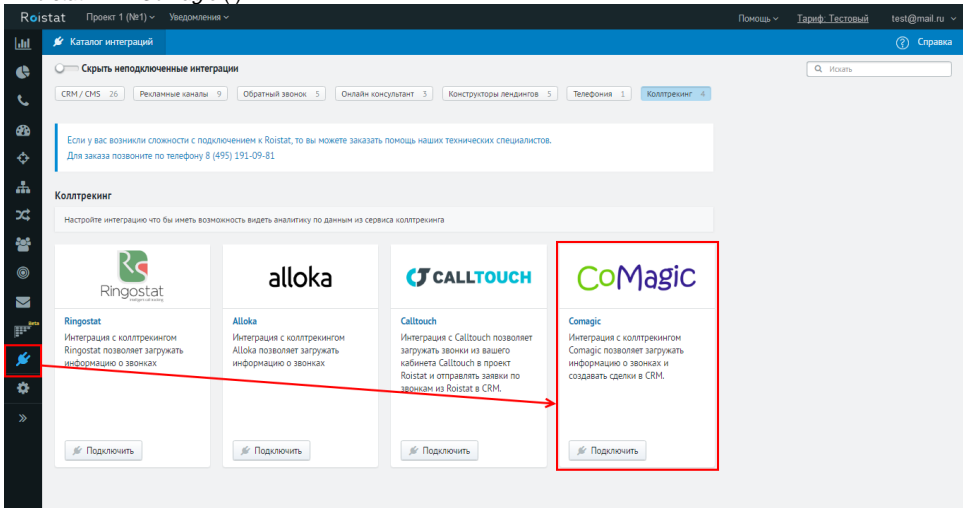 Roistat Проект 1 (№1) Уведомления Помощь Тариф: Тестовый test@mail.ru
Каталог интеграций Справка
Скрыть неподключенные интеграции Искать
CRM / CMS 26 Рекламные каналы 9 Обратный звонок 5 Онлайн консультант 3 Конструкторы лендингов 5 Телефония 1 Коллтрекинг 4
Если у вас возникли сложности с подключением к Roistat, то вы можете заказать помощь наших технических специалистов.
Для заказа позвоните по телефону 8 (495) 191-09-81
Коллтрекинг
Настройте интеграцию что бы иметь возможность видеть аналитику по данным из сервиса коллтрекинга
Rg
Ringostat
alloka
CALLTOUCH
CoMagic
Ringostat
Интеграция с коллтрекингом
Ringostat позволяет загружать
информацию о звонках
Подключить
Alloka
Интеграция с коллтрекингом
Alloka позволяет загружать
информацию о звонках
Подключить
Calltouch
Интеграция с Calltouch позволяет
загружать звонки из вашего
кабинета Calltouch в проект
Roistat и отправлять заявки по
звонкам из Roistat в CRM.
Подключить
Comagic
Интеграция с коллтрекингом
Comagic позволяет загружать
информацию о звонках и
создавать сделки в CRM.
Подключить
Beta